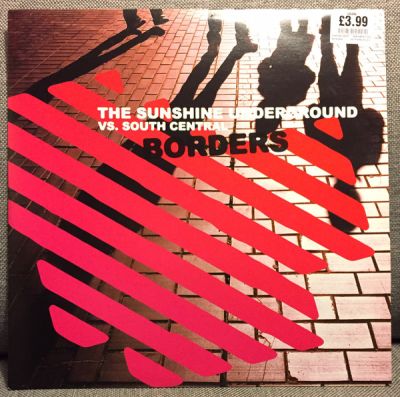 £3.99
THE SUNSHINE UNDERGROUND
VS. SOUTH CENTRAL
BORDERS